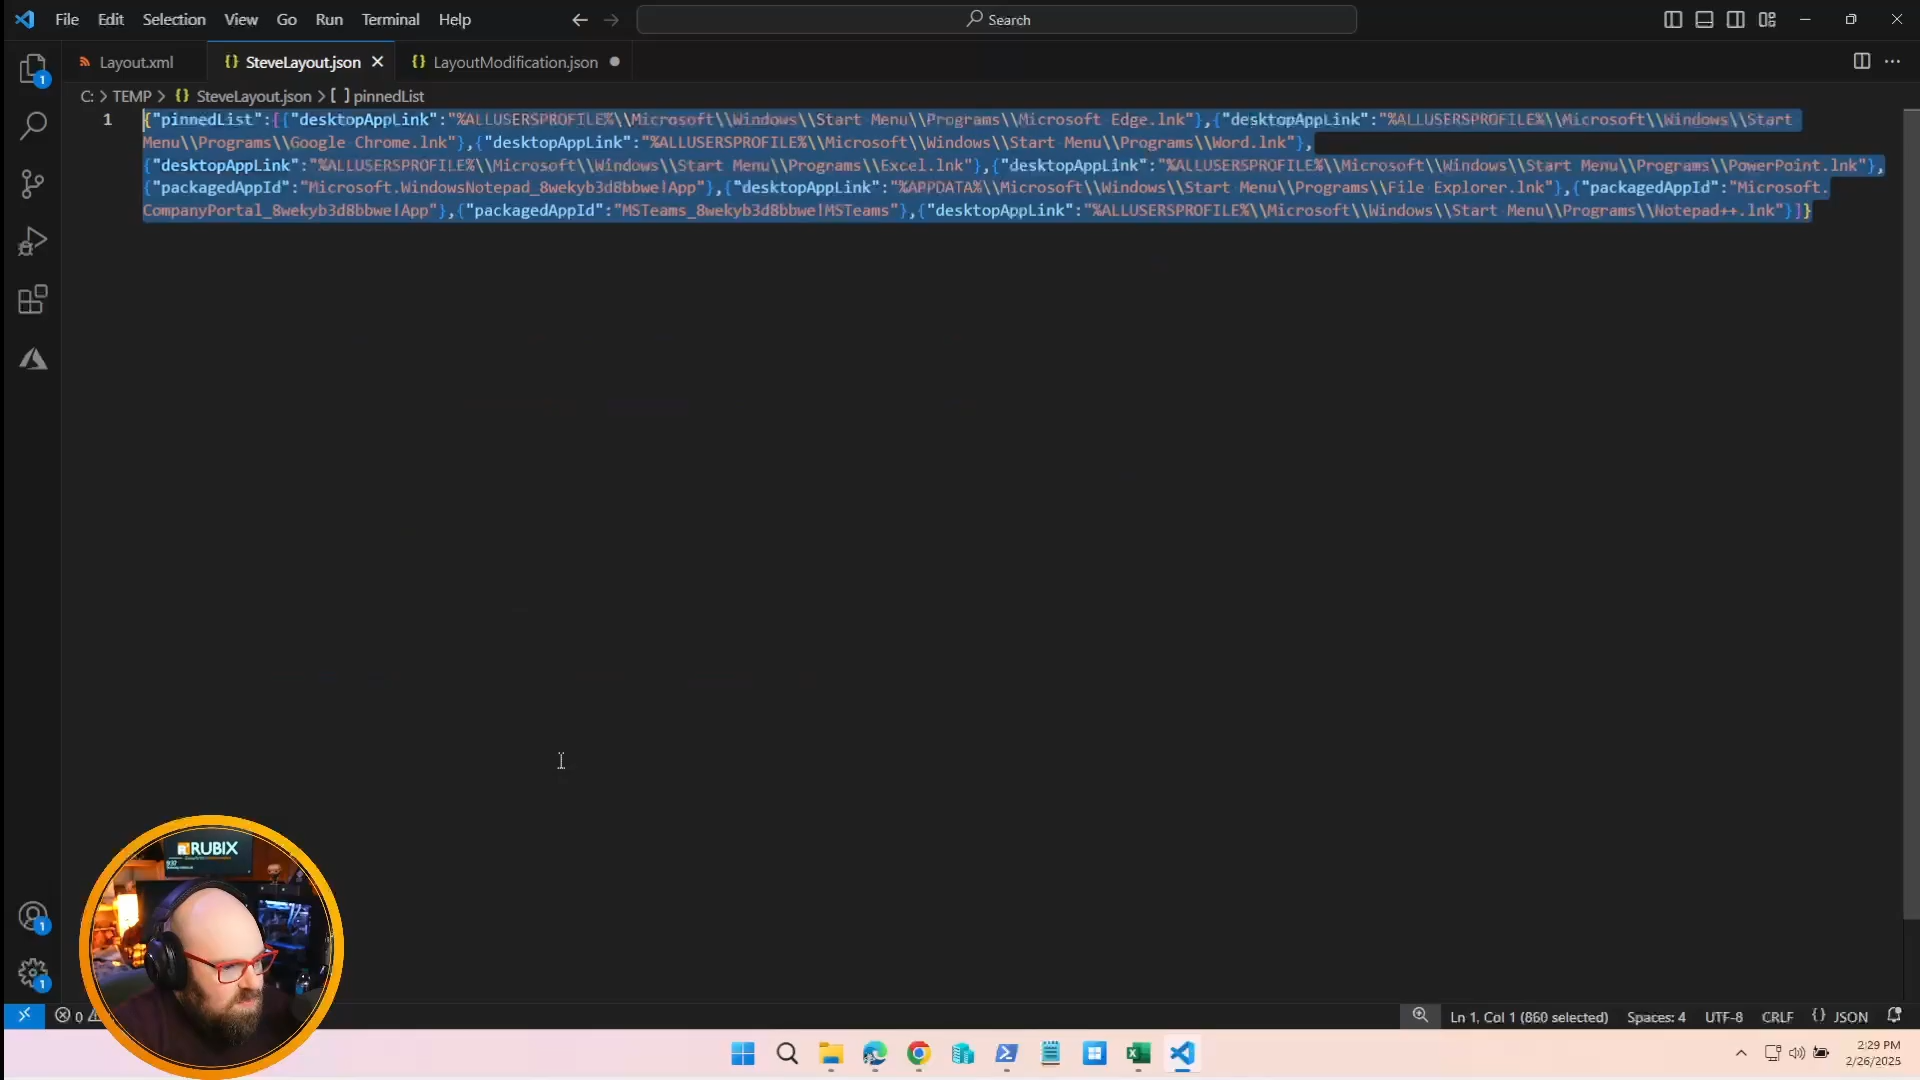 File Edit Selection View Go Run Terminal Help
Search
Layout.xml
{} SteveLayout.json
{} LayoutModification.json
C: > TEMP > {} SteveLayout.json > [ ] pinnedList
1
{"pinnedList":[{"desktopAppLink":"%ALLUSERSPROFILE%\\Microsoft\\Windows\\Start Menu\\Programs\\Microsoft Edge.lnk"},{"desktopAppLink":"%ALLUSERSPROFILE%\\Microsoft\\Windows\\Start
Menu\\Programs\\Google Chrome.lnk"},{"desktopAppLink":"%ALLUSERSPROFILE%\\Microsoft\\Windows\\Start Menu\\Programs\\Word.lnk"},
{"desktopAppLink":"%ALLUSERSPROFILE%\\Microsoft\\Windows\\Start Menu\\Programs\\Excel.lnk"},{"desktopAppLink":"%ALLUSERSPROFILE%\\Microsoft\\Windows\\Start Menu\\Programs\\PowerPoint.lnk"},
{"packagedAppId":"Microsoft.WindowsNotepad_8wekyb3d8bbwe!App"},{"desktopAppLink":"%APPDATA%\\Microsoft\\Windows\\Start Menu\\Programs\\File Explorer.lnk"},{"packagedAppId":"Microsoft.
CompanyPortal_8wekyb3d8bbwe!App"},{"packagedAppId":"MSTeams_8wekyb3d8bbwe!MSTeams"},{"desktopAppLink":"%ALLUSERSPROFILE%\\Microsoft\\Windows\\Start Menu\\Programs\\Notepad++.lnk"}]}
1
RUBIX
1
1
0
Ln 1, Col 1 (860 selected) Spaces: 4 UTF-8 CRLF {} JSON
2:29 PM
2/26/2025